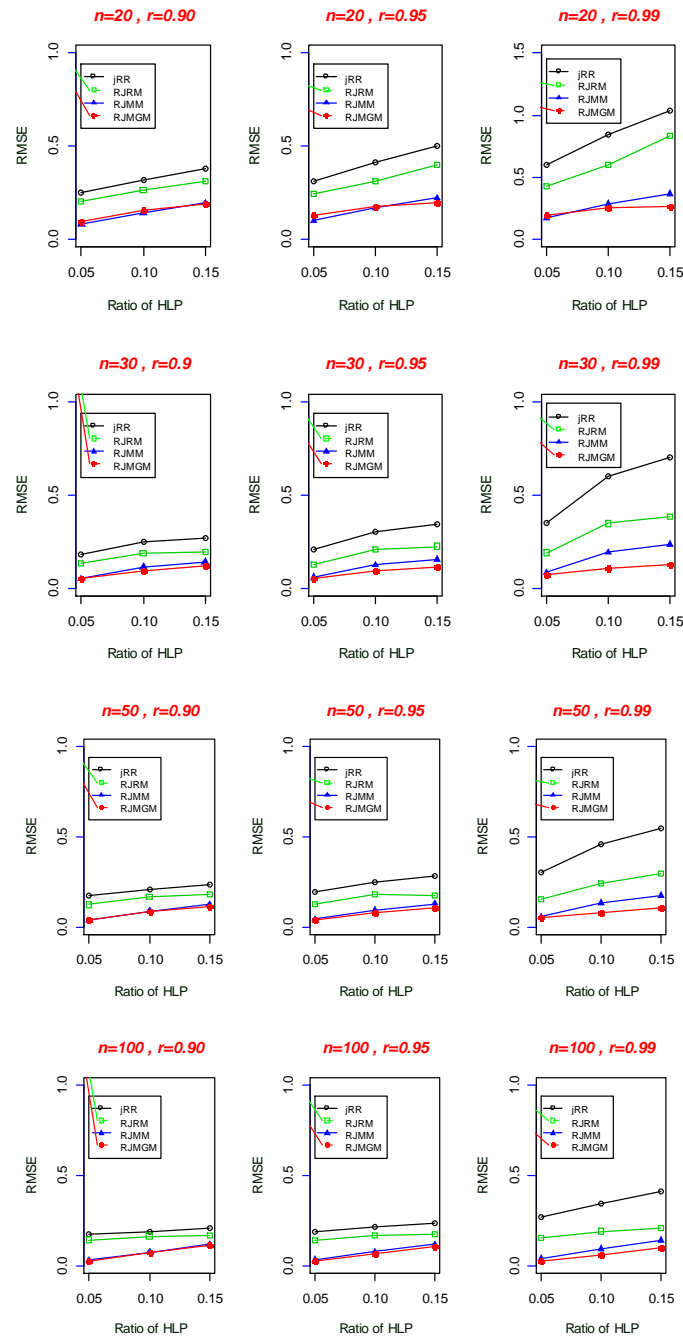 n=20 , r=0.90
RMSE
1.0
0.5
0.0
jRR
RJRM
RJMM
RJMGM
0.05 0.10 0.15
Ratio of HLP
n=20 , r=0.95
RMSE
1.0
0.5
0.0
jRR
RJRM
RJMM
RJMGM
0.05 0.10 0.15
Ratio of HLP
n=20 , r=0.99
RMSE
1.5
1.0
0.5
0.0
jRR
RJRM
RJMM
RJMGM
0.05 0.10 0.15
Ratio of HLP
n=30 , r=0.9
RMSE
1.0
0.5
0.0
jRR
RJRM
RJMM
RJMGM
0.05 0.10 0.15
Ratio of HLP
n=30 , r=0.95
RMSE
1.0
0.5
0.0
jRR
RJRM
RJMM
RJMGM
0.05 0.10 0.15
Ratio of HLP
n=30 , r=0.99
RMSE
1.0
0.5
0.0
jRR
RJRM
RJMM
RJMGM
0.05 0.10 0.15
Ratio of HLP
n=50 , r=0.90
RMSE
1.0
0.5
0.0
jRR
RJRM
RJMM
RJMGM
0.05 0.10 0.15
Ratio of HLP
n=50 , r=0.95
RMSE
1.0
0.5
0.0
jRR
RJRM
RJMM
RJMGM
0.05 0.10 0.15
Ratio of HLP
n=50 , r=0.99
RMSE
1.0
0.5
0.0
jRR
RJRM
RJMM
RJMGM
0.05 0.10 0.15
Ratio of HLP
n=100 , r=0.90
RMSE
1.0
0.5
0.0
jRR
RJRM
RJMM
RJMGM
0.05 0.10 0.15
Ratio of HLP
n=100 , r=0.95
RMSE
1.0
0.5
0.0
jRR
RJRM
RJMM
RJMGM
0.05 0.10 0.15
Ratio of HLP
n=100 , r=0.99
RMSE
1.0
0.5
0.0
jRR
RJRM
RJMM
RJMGM
0.05 0.10 0.15
Ratio of HLP